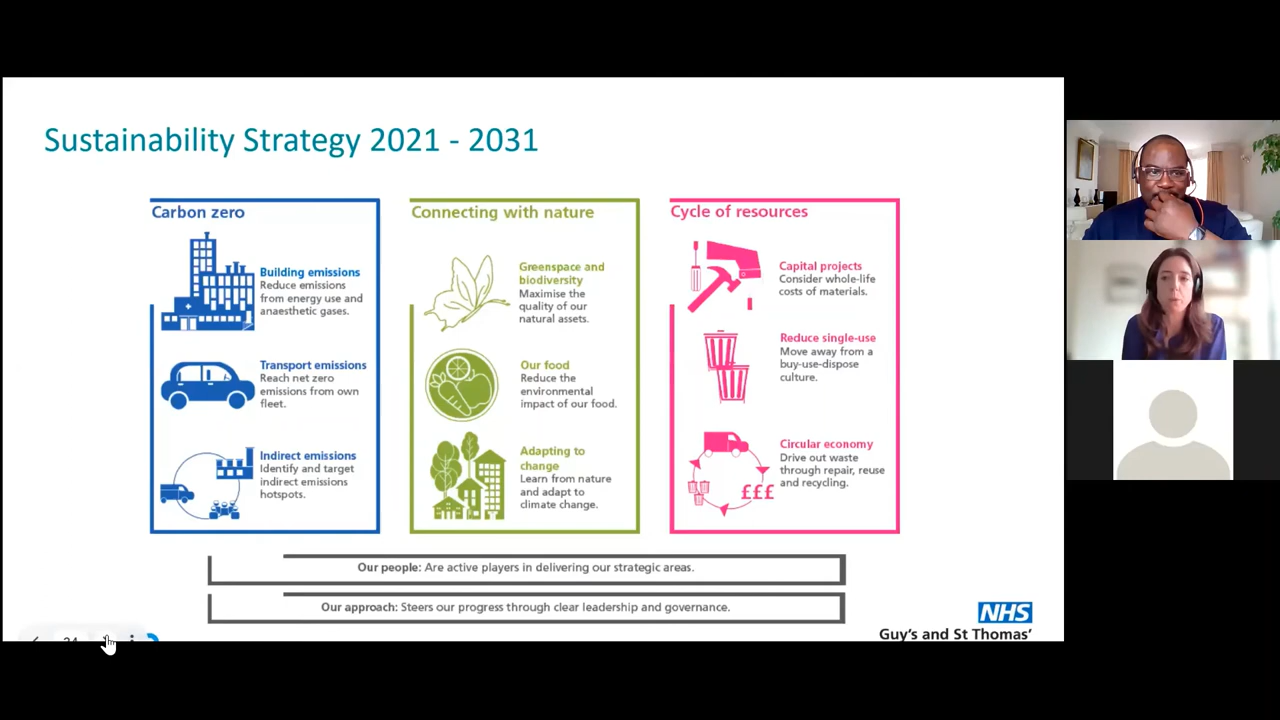 Sustainability Strategy 2021 - 2031
Carbon zero
Building emissions
Reduce emissions
from energy use and
anaesthetic gases.
Transport emissions
Reach net zero
emissions from own
fleet.
Indirect emissions
Identify and target
indirect emissions
hotspots.
Connecting with nature
Greenspace and
biodiversity
Maximise the
quality of our
natural assets.
Our food
Reduce the
environmental
impact of our food.
Adapting to
change
Learn from nature
and adapt to
climate change.
Cycle of resources
Capital projects
Consider whole-life
costs of materials.
Reduce single-use
Move away from a
buy-use-dispose
culture.
Circular economy
Drive out waste
through repair, reuse
and recycling.
£££
Our people: Are active players in delivering our strategic areas.
Our approach: Steers our progress through clear leadership and governance.
NHS
Guy's and St Thomas'